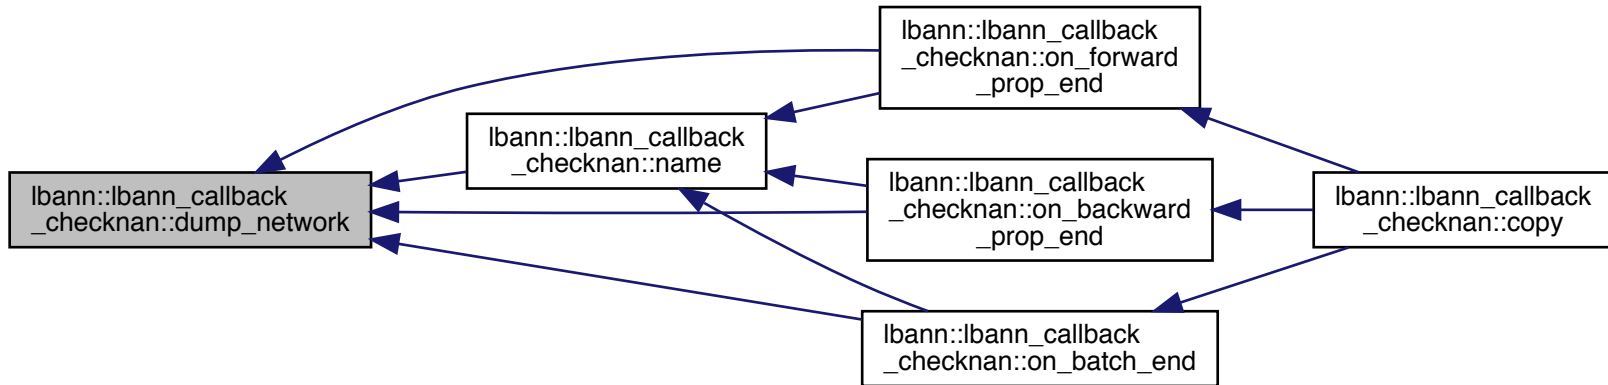 lbann::lbann_callback
_checknan::dump_network
lbann::lbann_callback
_checknan::name
lbann::lbann_callback
_checknan::on_forward
_prop_end
lbann::lbann_callback
_checknan::on_backward
_prop_end
lbann::lbann_callback
_checknan::on_batch_end
lbann::lbann_callback
_checknan::copy